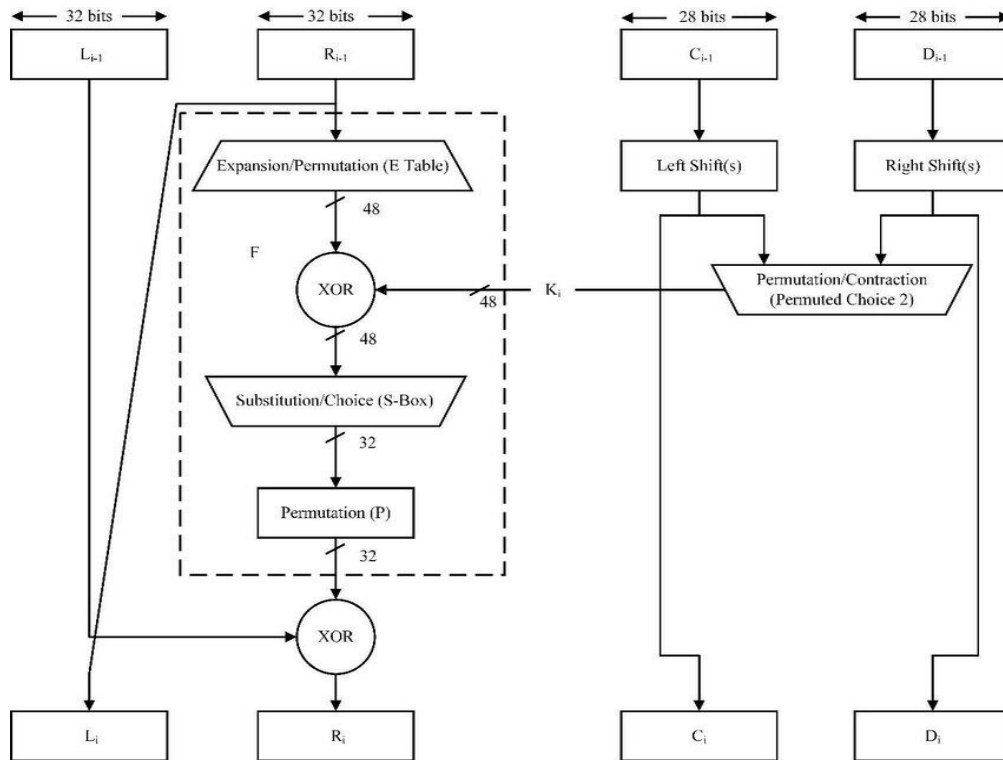 32 bits
32 bits
28 bits
28 bits
Lᵢ₋₁
Rᵢ₋₁
Cᵢ₋₁
Dᵢ₋₁
Expansion/Permutation (E Table)
Left Shift(s)
Right Shift(s)
48
F
XOR
48
Kᵢ
Permutation/Contraction
(Permuted Choice 2)
48
Substitution/Choice (S-Box)
32
Permutation (P)
32
XOR
Lᵢ
Rᵢ
Cᵢ
Dᵢ